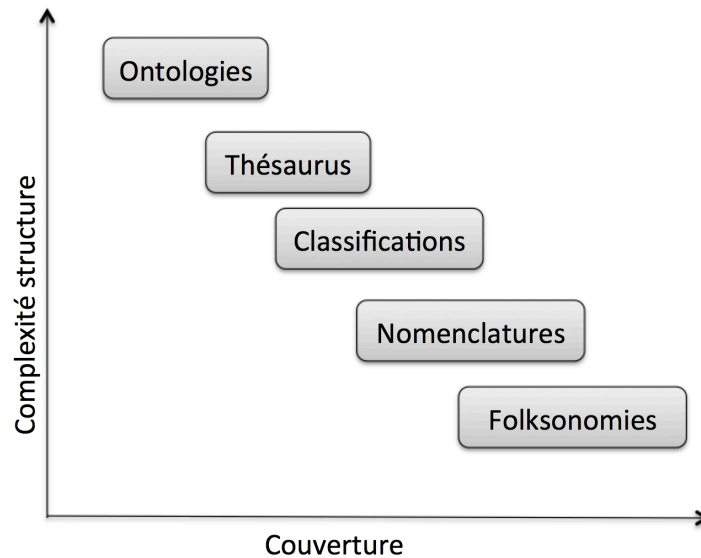 Ontologies
Thésaurus
Classifications
Nomenclatures
Folksonomies
Complexité structure
Couverture